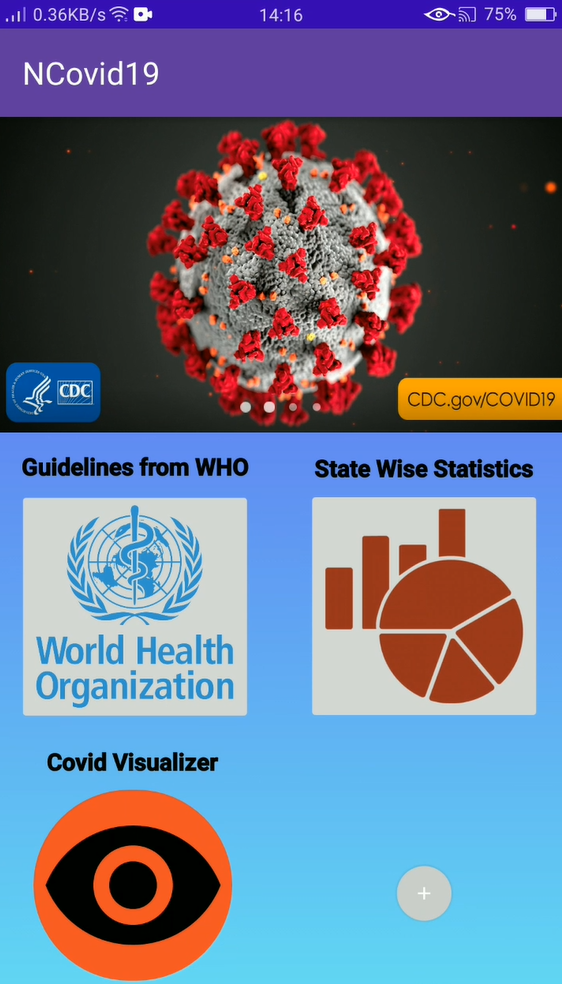 0.36KB/s 14:16 75%
NCovid19
CDC
CDC.gov/COVID19
Guidelines from WHO
State Wise Statistics
World Health
Organization
Covid Visualizer
+